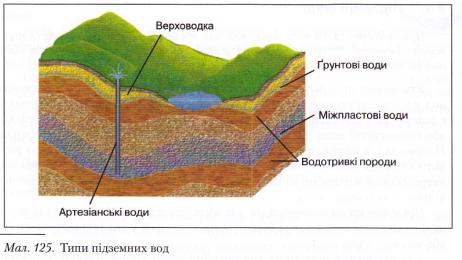 Верховодка
Ґрунтові води
Міжпластові води
Водотривкі породи
Артезіанські води
Мал. 125. Типи підземних вод